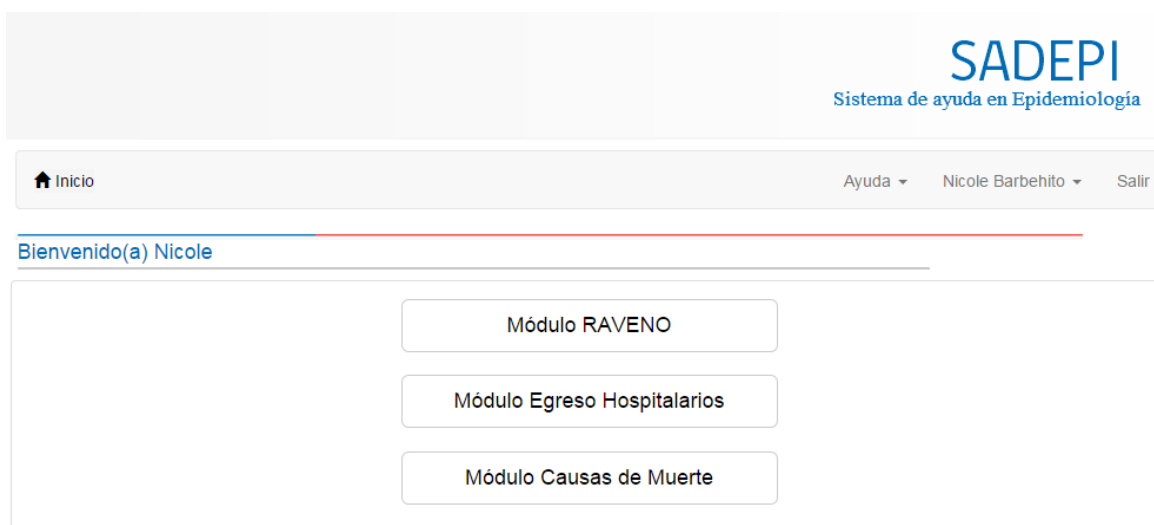 SADEPI
Sistema de ayuda en Epidemiología
Inicio
Ayuda
Nicole Barbehito
Salir
Bienvenido(a) Nicole
Módulo RAVENO
Módulo Egreso Hospitalarios
Módulo Causas de Muerte